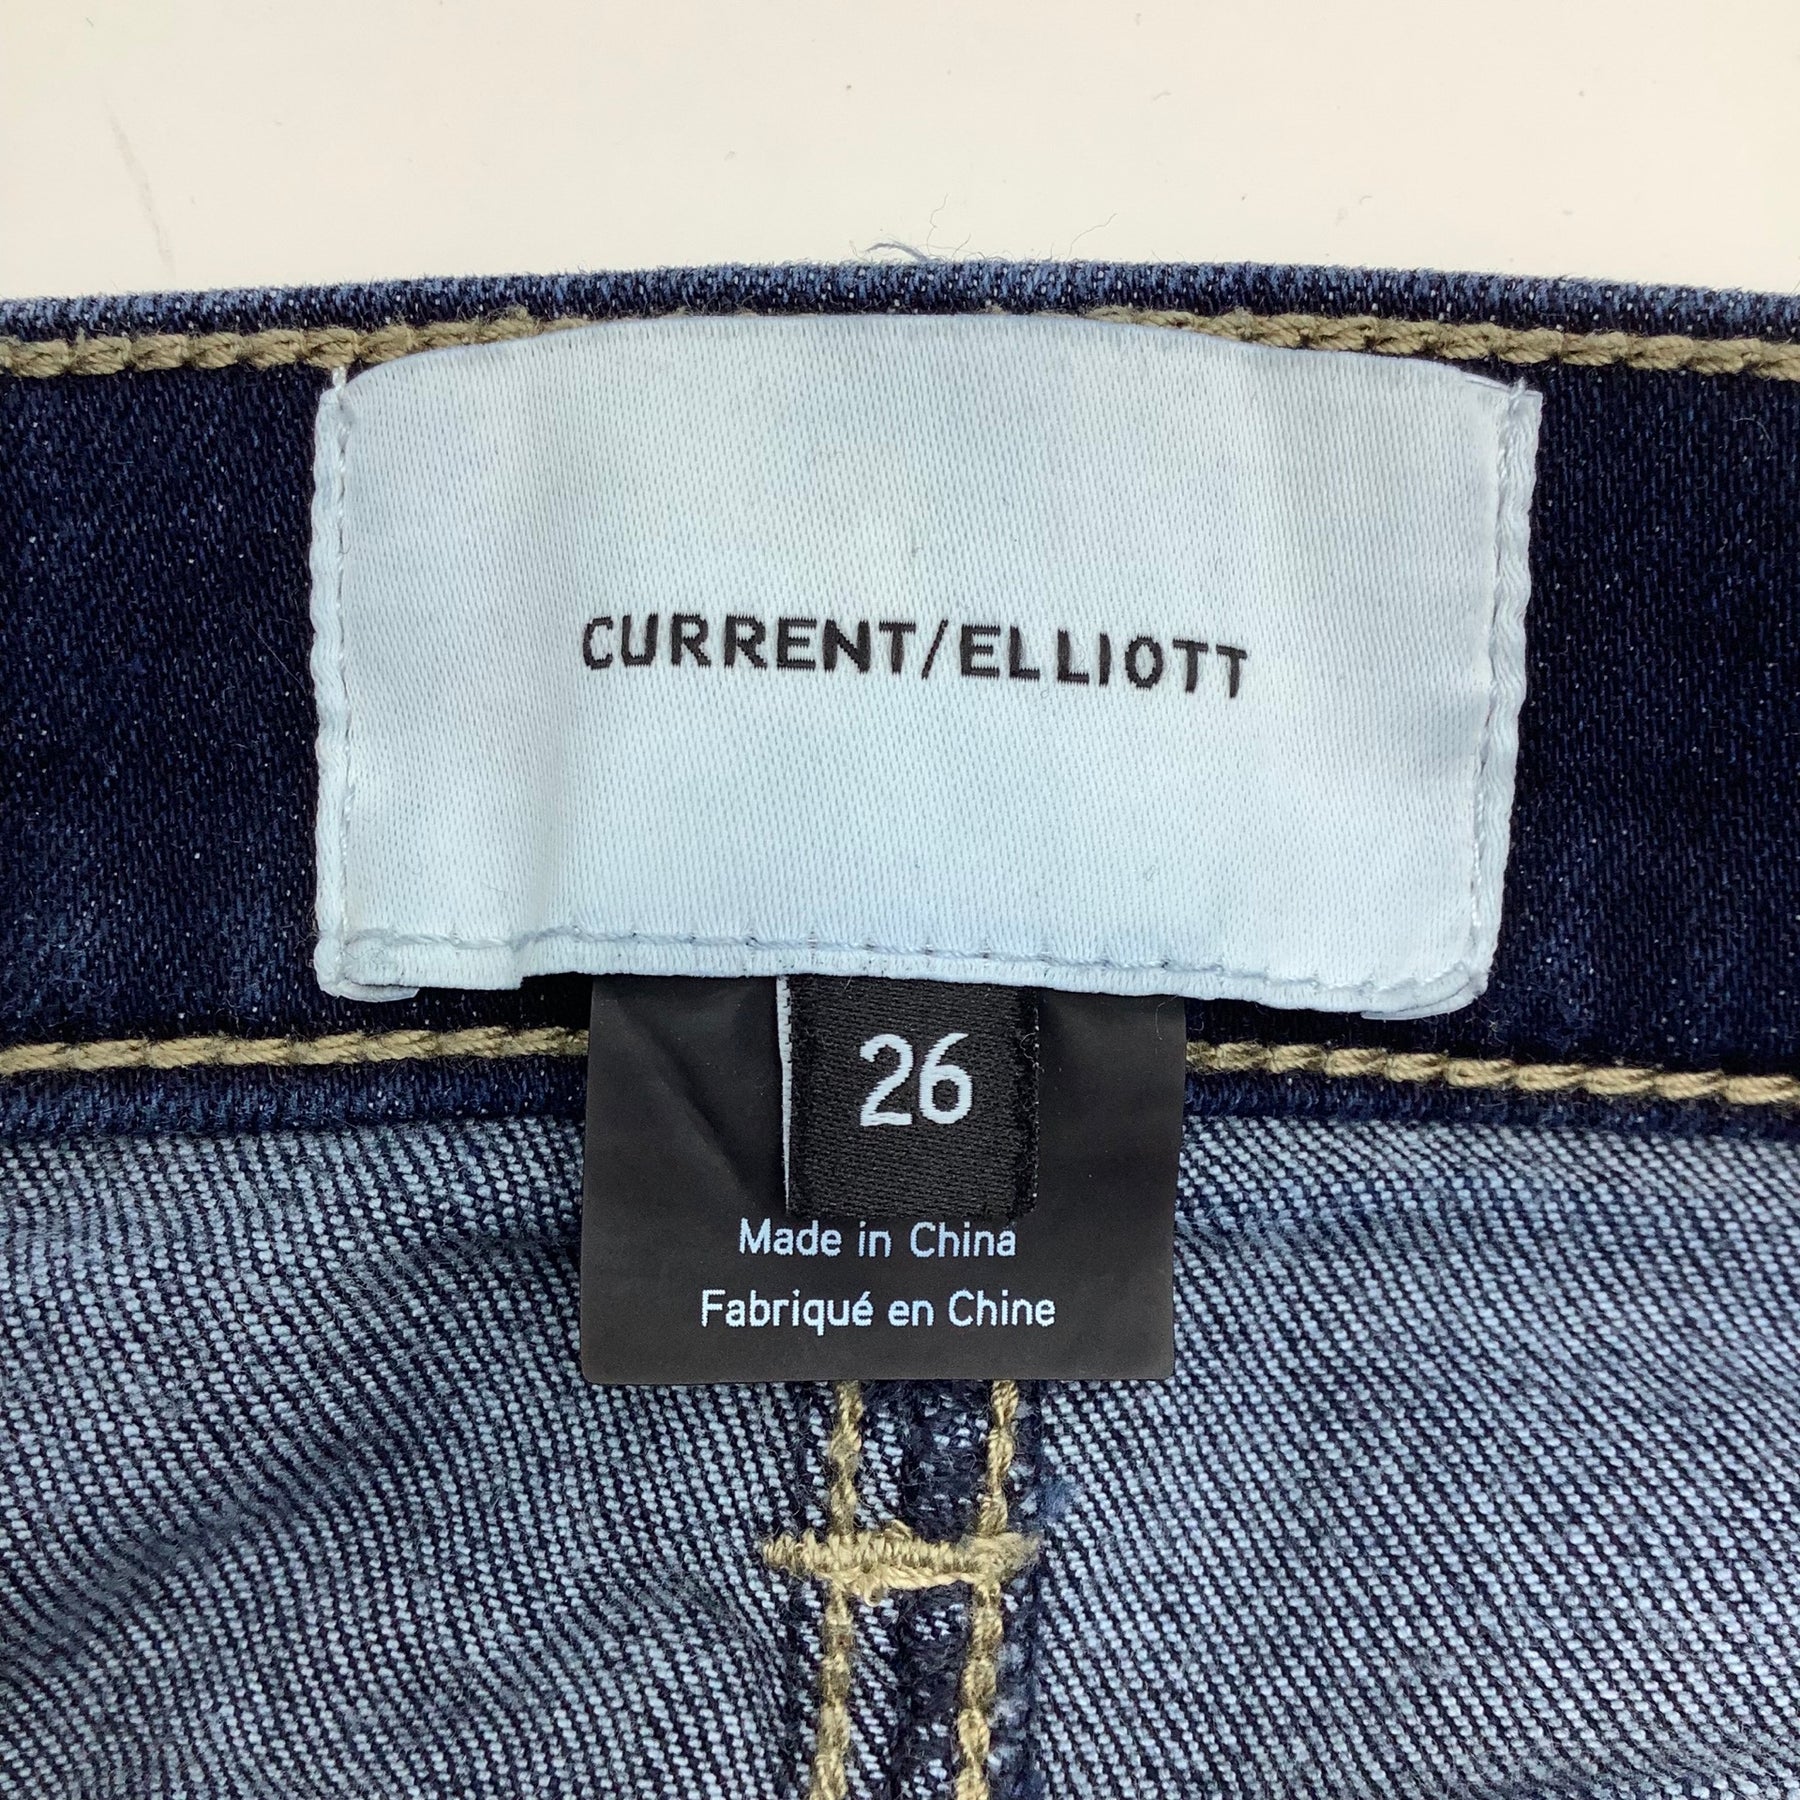 CURRENT/ELLIOTT
26
Made in China
Fabriqué en Chine